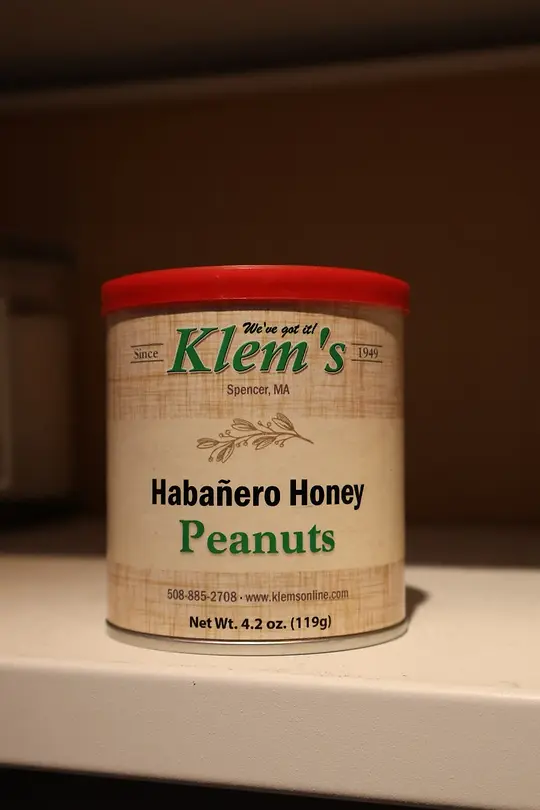 We've got it!
Since Klem's 1949
Spencer, MA
Habañero Honey
Peanuts
508-885-2708 · www.klemsonline.com
Net Wt. 4.2 oz. (119g)